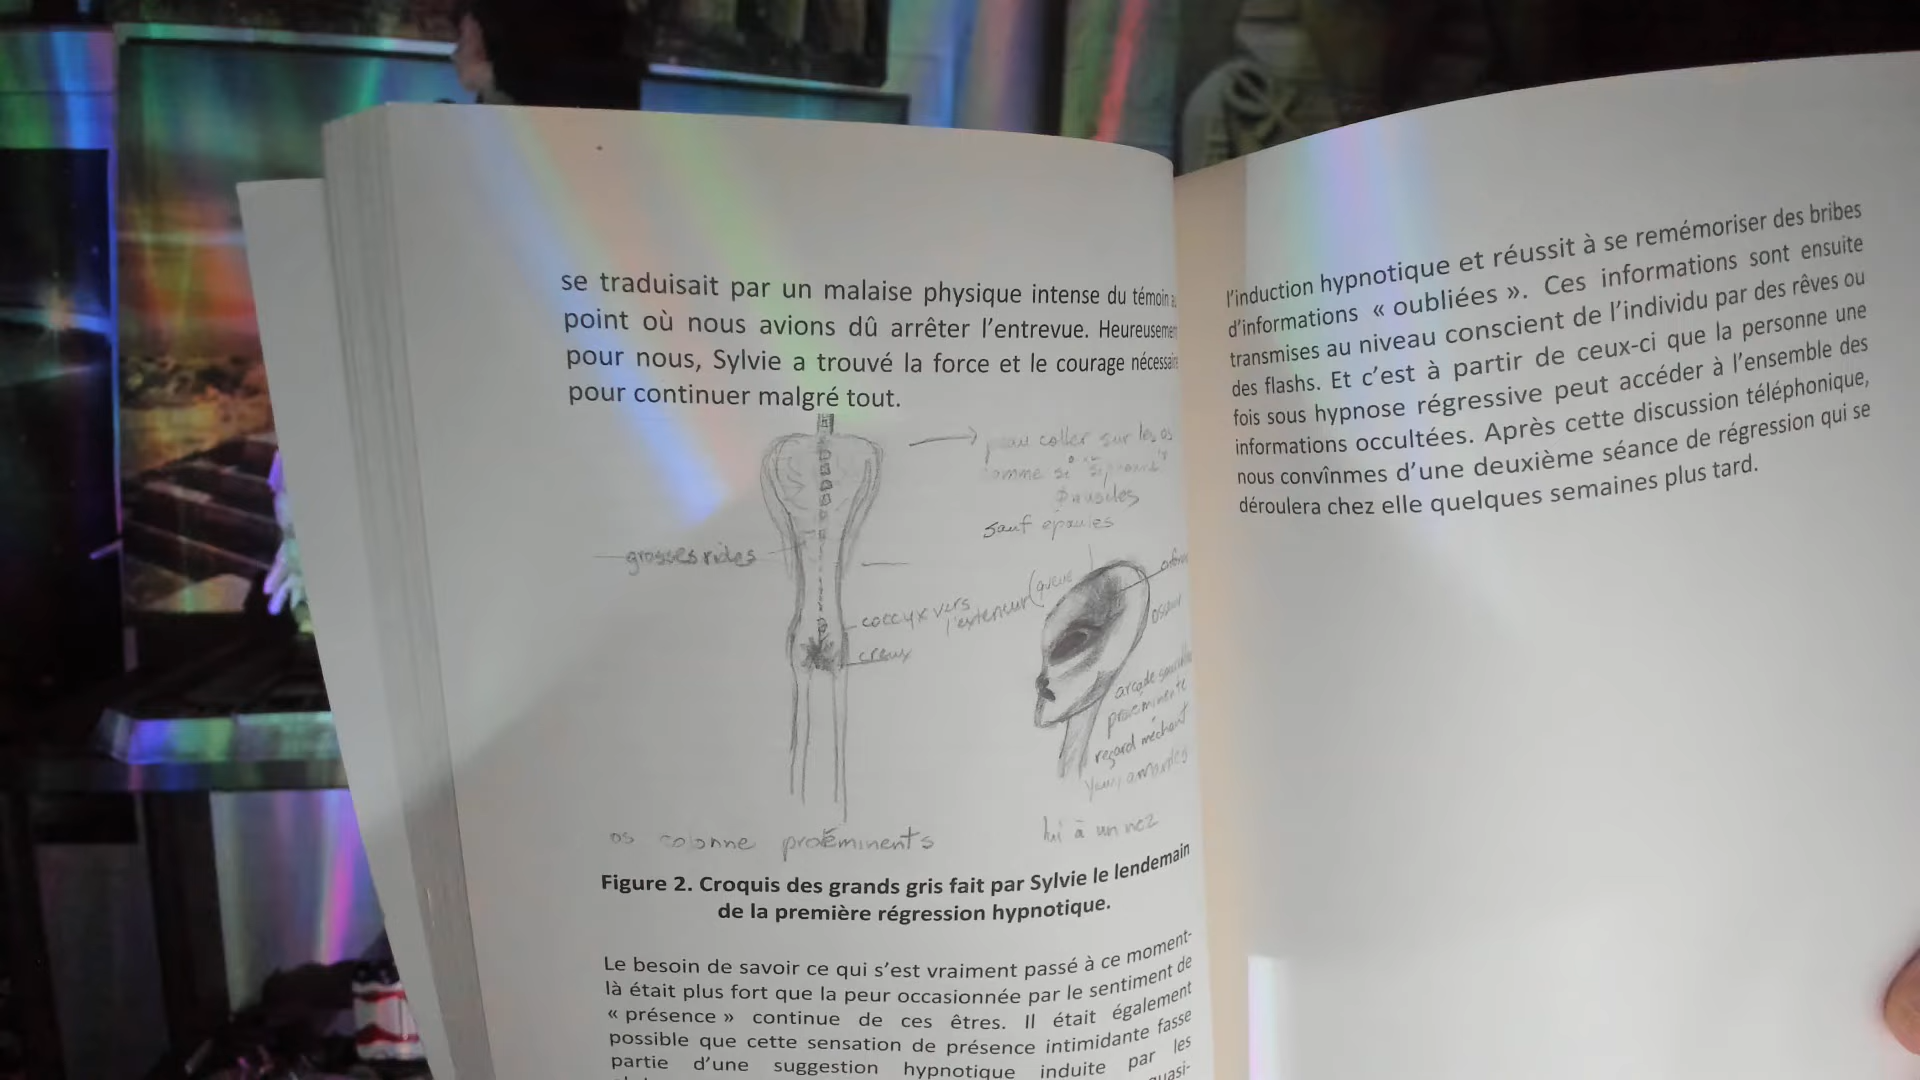 se traduisait par un malaise physique intense du témoin
point où nous avions dû arrêter l'entrevue.
pour nous, Sylvie a trouvé la force et le courage
pour continuer malgré tout.
peau coller sur les os
comme si
muscles
sauf épaules
grosses rides
coccyx vers
l'exterieur (queue
creux
arcade
proéminente
regard méchant
os colonne proéminents
lui à un nez
Figure 2. Croquis des grands gris fait par Sylvie le lendemain
de la première régression hypnotique.
Le besoin de savoir ce qui s'est vraiment passé à ce moment-
là était plus fort que la peur occasionnée par le sentiment de
« présence » continue de ces êtres. Il était également
possible que cette sensation de présence intimidante fasse
partie d'une suggestion hypnotique induite par les
quasi-
l'induction hypnotique et réussit à se remémoriser des bribes
d'informations « oubliées ». Ces informations sont ensuite
transmises au niveau conscient de l'individu par des rêves ou
des flashs. Et c'est à partir de ceux-ci que la personne une
fois sous hypnose régressive peut accéder à l'ensemble des
informations occultées. Après cette discussion téléphonique,
nous convînmes d'une deuxième séance de régression qui se
déroulera chez elle quelques semaines plus tard.